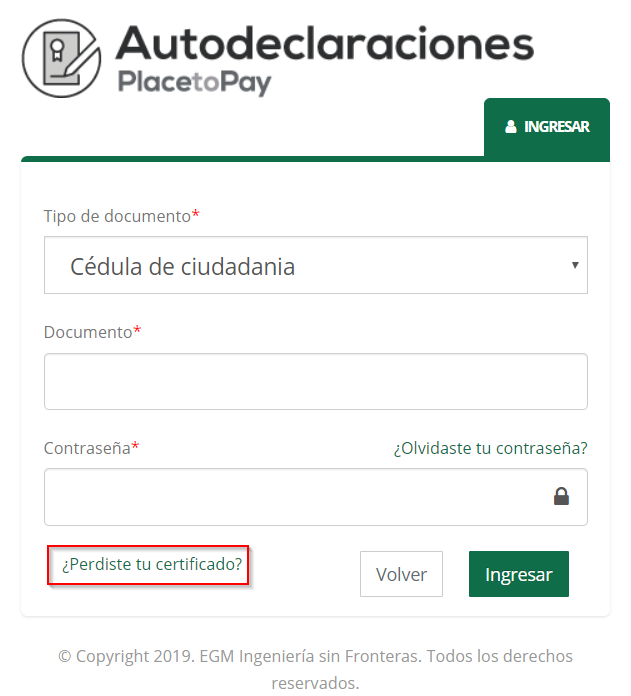 Autodeclaraciones
PlacetoPay
INGRESAR
Tipo de documento*
Cédula de ciudadania
Documento*
Contraseña*
¿Olvidaste tu contraseña?
¿Perdiste tu certificado?
Volver
Ingresar
© Copyright 2019. EGM Ingeniería sin Fronteras. Todos los derechos
reservados.